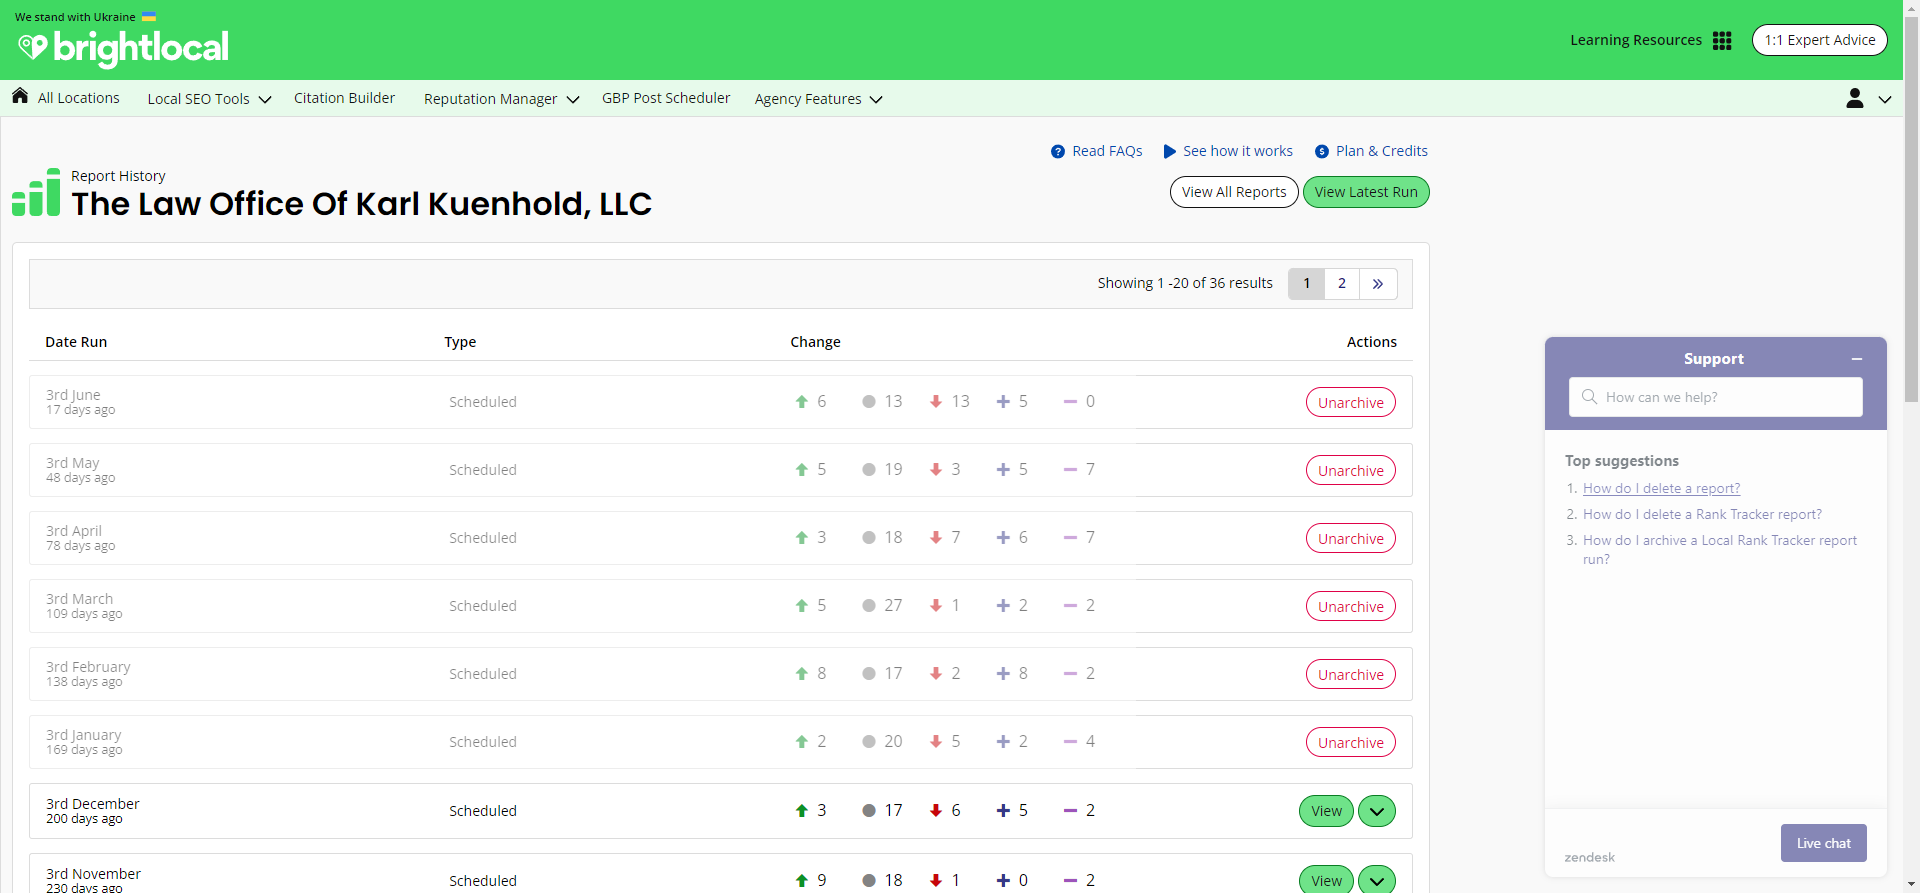 We stand with Ukraine
brightlocal
Learning Resources
1:1 Expert Advice
All Locations
Local SEO Tools
Citation Builder
Reputation Manager
GBP Post Scheduler
Agency Features
Read FAQs
See how it works
Plan & Credits
Report History
The Law Office Of Karl Kuenhold, LLC
View All Reports
View Latest Run
Showing 1 -20 of 36 results
1
2
»
Date Run Type Change Actions
3rd June
17 days ago
Scheduled
6 13 13 5 0
Unarchive
3rd May
48 days ago
Scheduled
5 19 3 5 7
Unarchive
3rd April
78 days ago
Scheduled
3 18 7 6 7
Unarchive
3rd March
109 days ago
Scheduled
5 27 1 2 2
Unarchive
3rd February
138 days ago
Scheduled
8 17 2 8 2
Unarchive
3rd January
169 days ago
Scheduled
2 20 5 2 4
Unarchive
3rd December
200 days ago
Scheduled
3 17 6 5 2
View
3rd November
230 days ago
Scheduled
9 18 1 0 2
View
Support
How can we help?
Top suggestions
1. How do I delete a report?
2. How do I delete a Rank Tracker report?
3. How do I archive a Local Rank Tracker report
run?
zendesk
Live chat